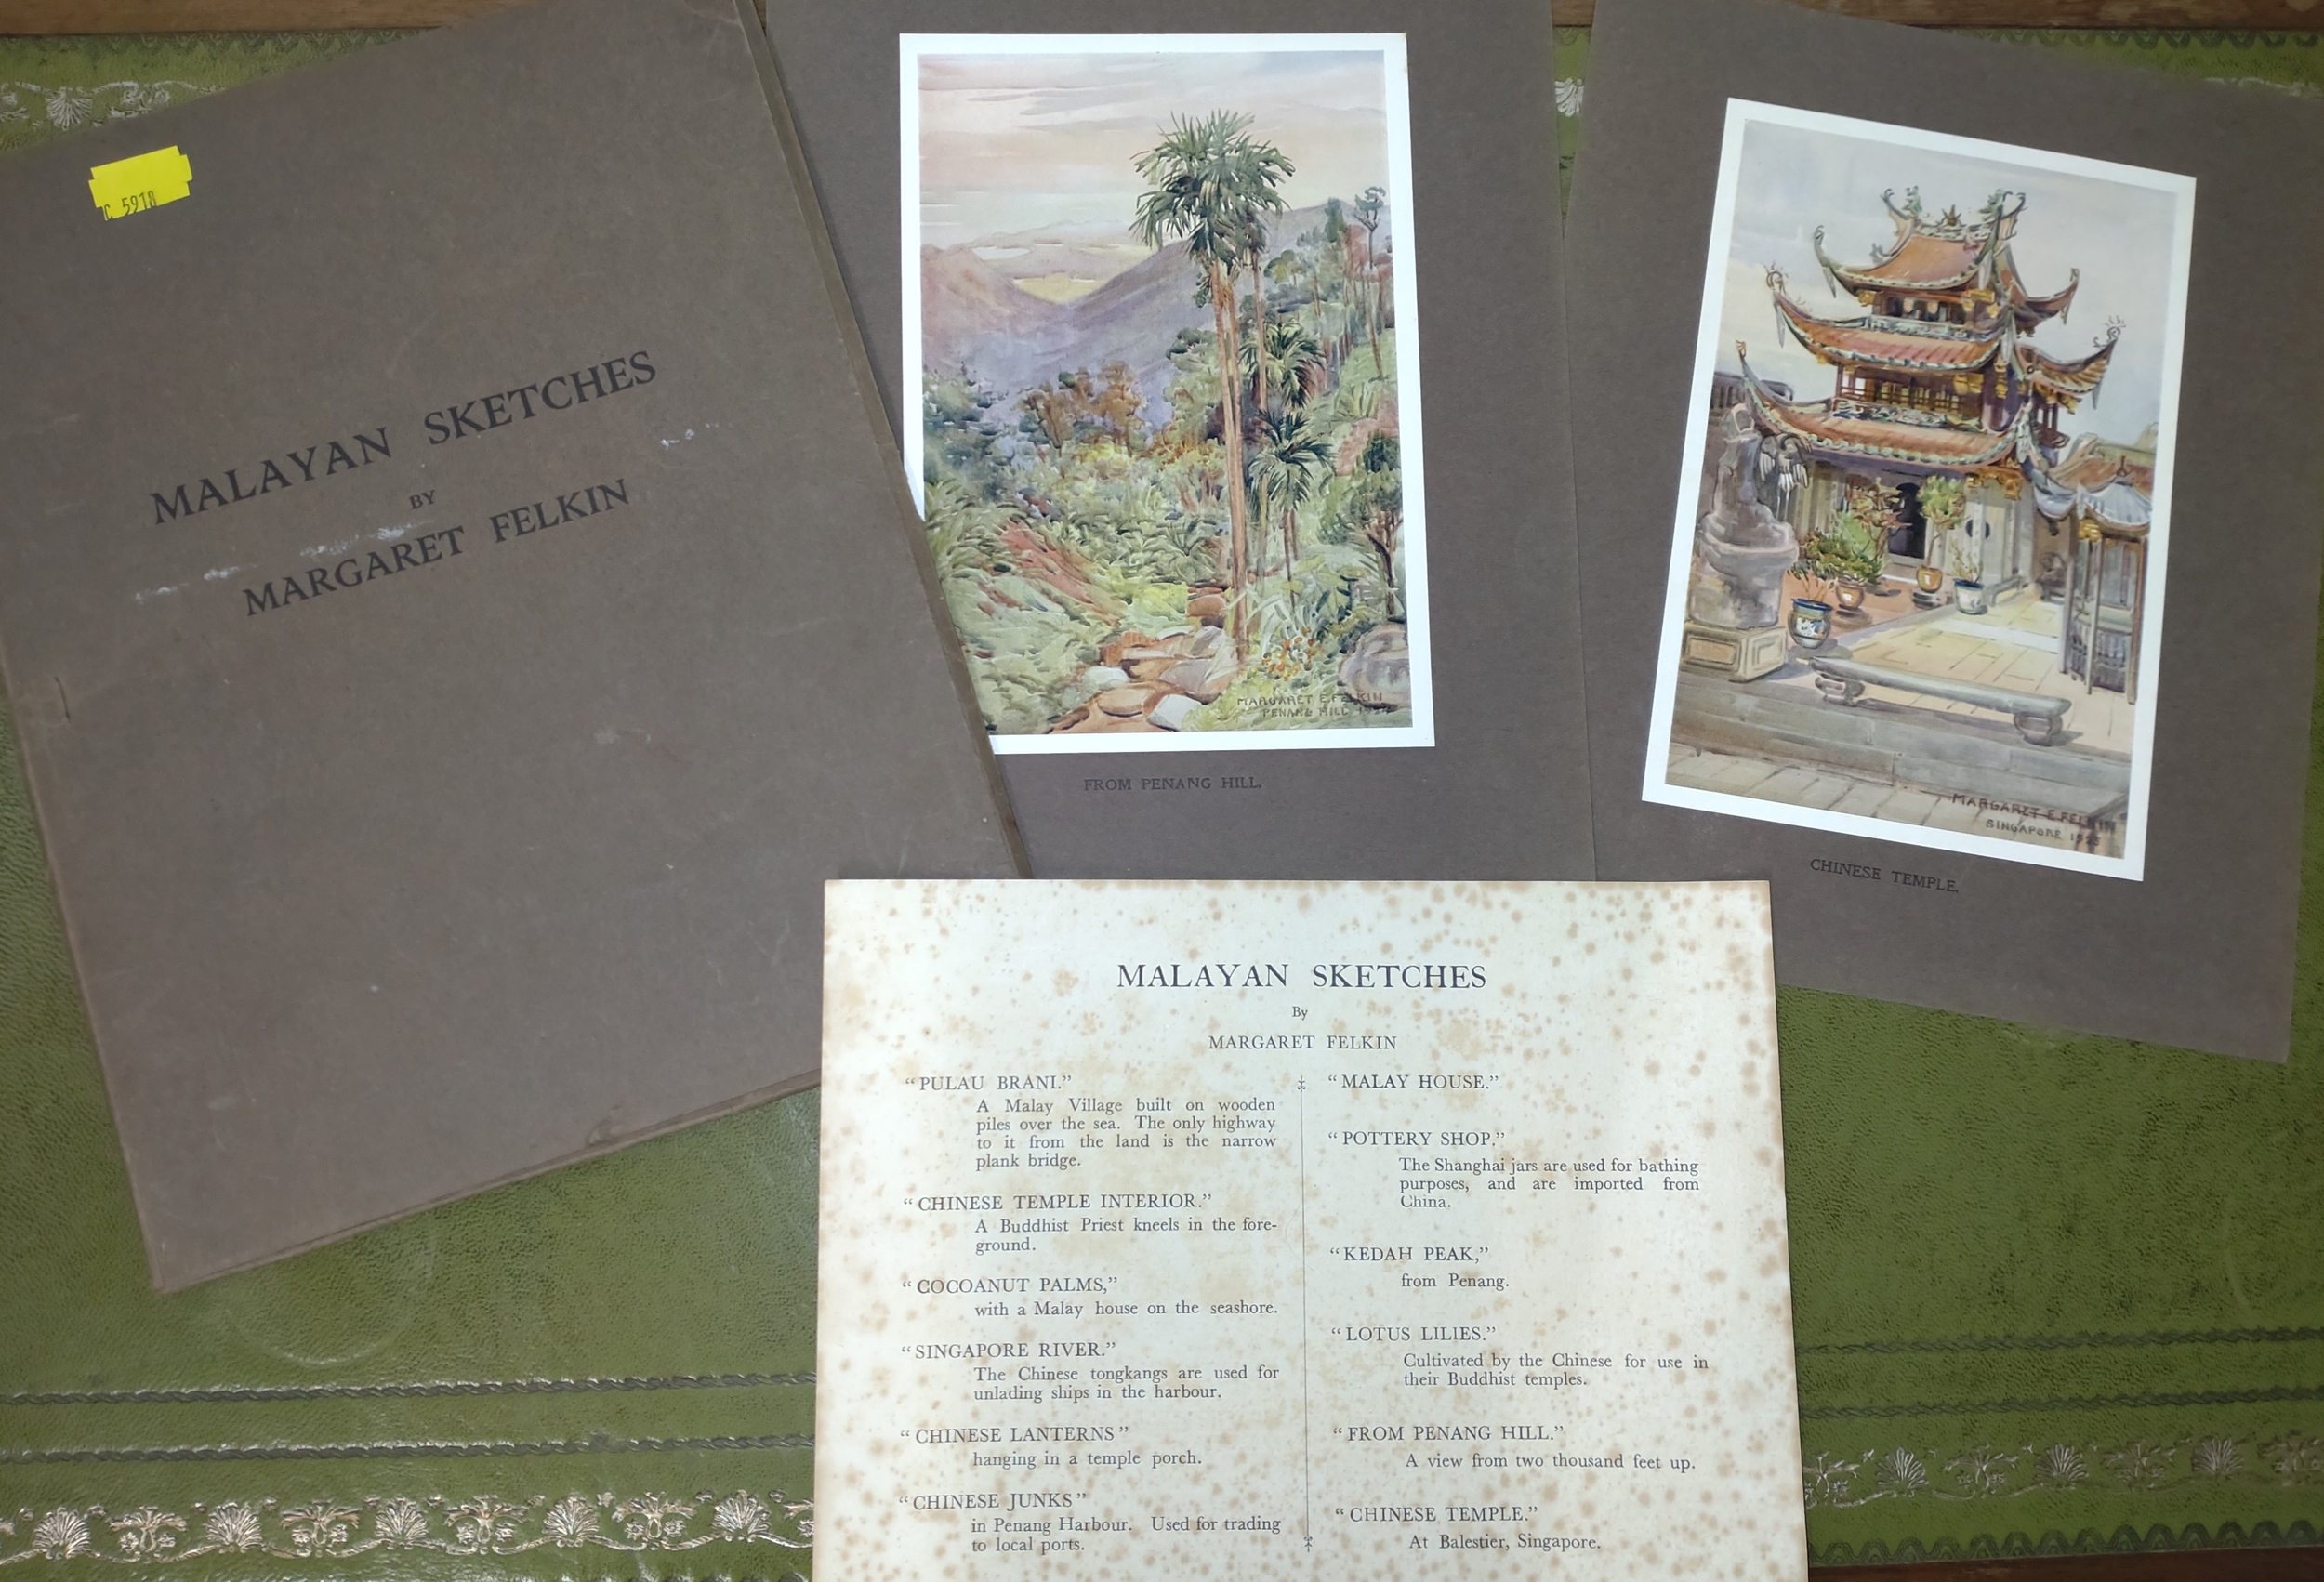 C 5918
MALAYAN SKETCHES
BY
MARGARET FELKIN
MARGARET E FELKIN
PENANG HILL
FROM PENANG HILL.
MARGARET E. FELKIN
SINGAPORE
CHINESE TEMPLE.
MALAYAN SKETCHES
By
MARGARET FELKIN
“PULAU BRANI.”
A Malay Village built on wooden
piles over the sea. The only highway
to it from the land is the narrow
plank bridge.
“CHINESE TEMPLE INTERIOR.”
A Buddhist Priest kneels in the fore-
ground.
“COCOANUT PALMS,”
with a Malay house on the seashore.
“SINGAPORE RIVER.”
The Chinese tongkangs are used for
unlading ships in the harbour.
“CHINESE LANTERNS”
hanging in a temple porch.
“CHINESE JUNKS”
in Penang Harbour. Used for trading
to local ports.
“MALAY HOUSE.”
“POTTERY SHOP.”
The Shanghai jars are used for bathing
purposes, and are imported from
China.
“KEDAH PEAK,”
from Penang.
“LOTUS LILIES.”
Cultivated by the Chinese for use in
their Buddhist temples.
“FROM PENANG HILL.”
A view from two thousand feet up.
“CHINESE TEMPLE.”
At Balestier, Singapore.